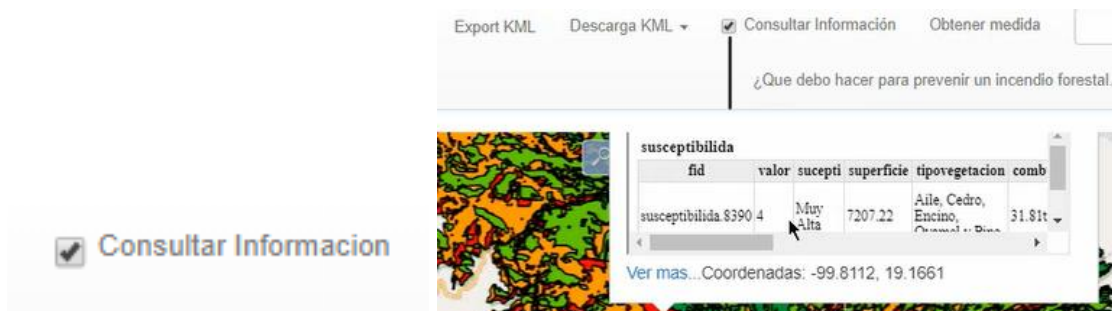 Export KML Descarga KML Consultar Información Obtener medida
¿Que debo hacer para prevenir un incendio forestal.
susceptibilida
fid valor sucepti superficie tipovegetacion comb
susceptibilida.8390 4 Muy Alta 7207.22 Aile, Cedro, Encino, 31.81t
Ver mas...Coordenadas: -99.8112, 19.1661
Consultar Informacion